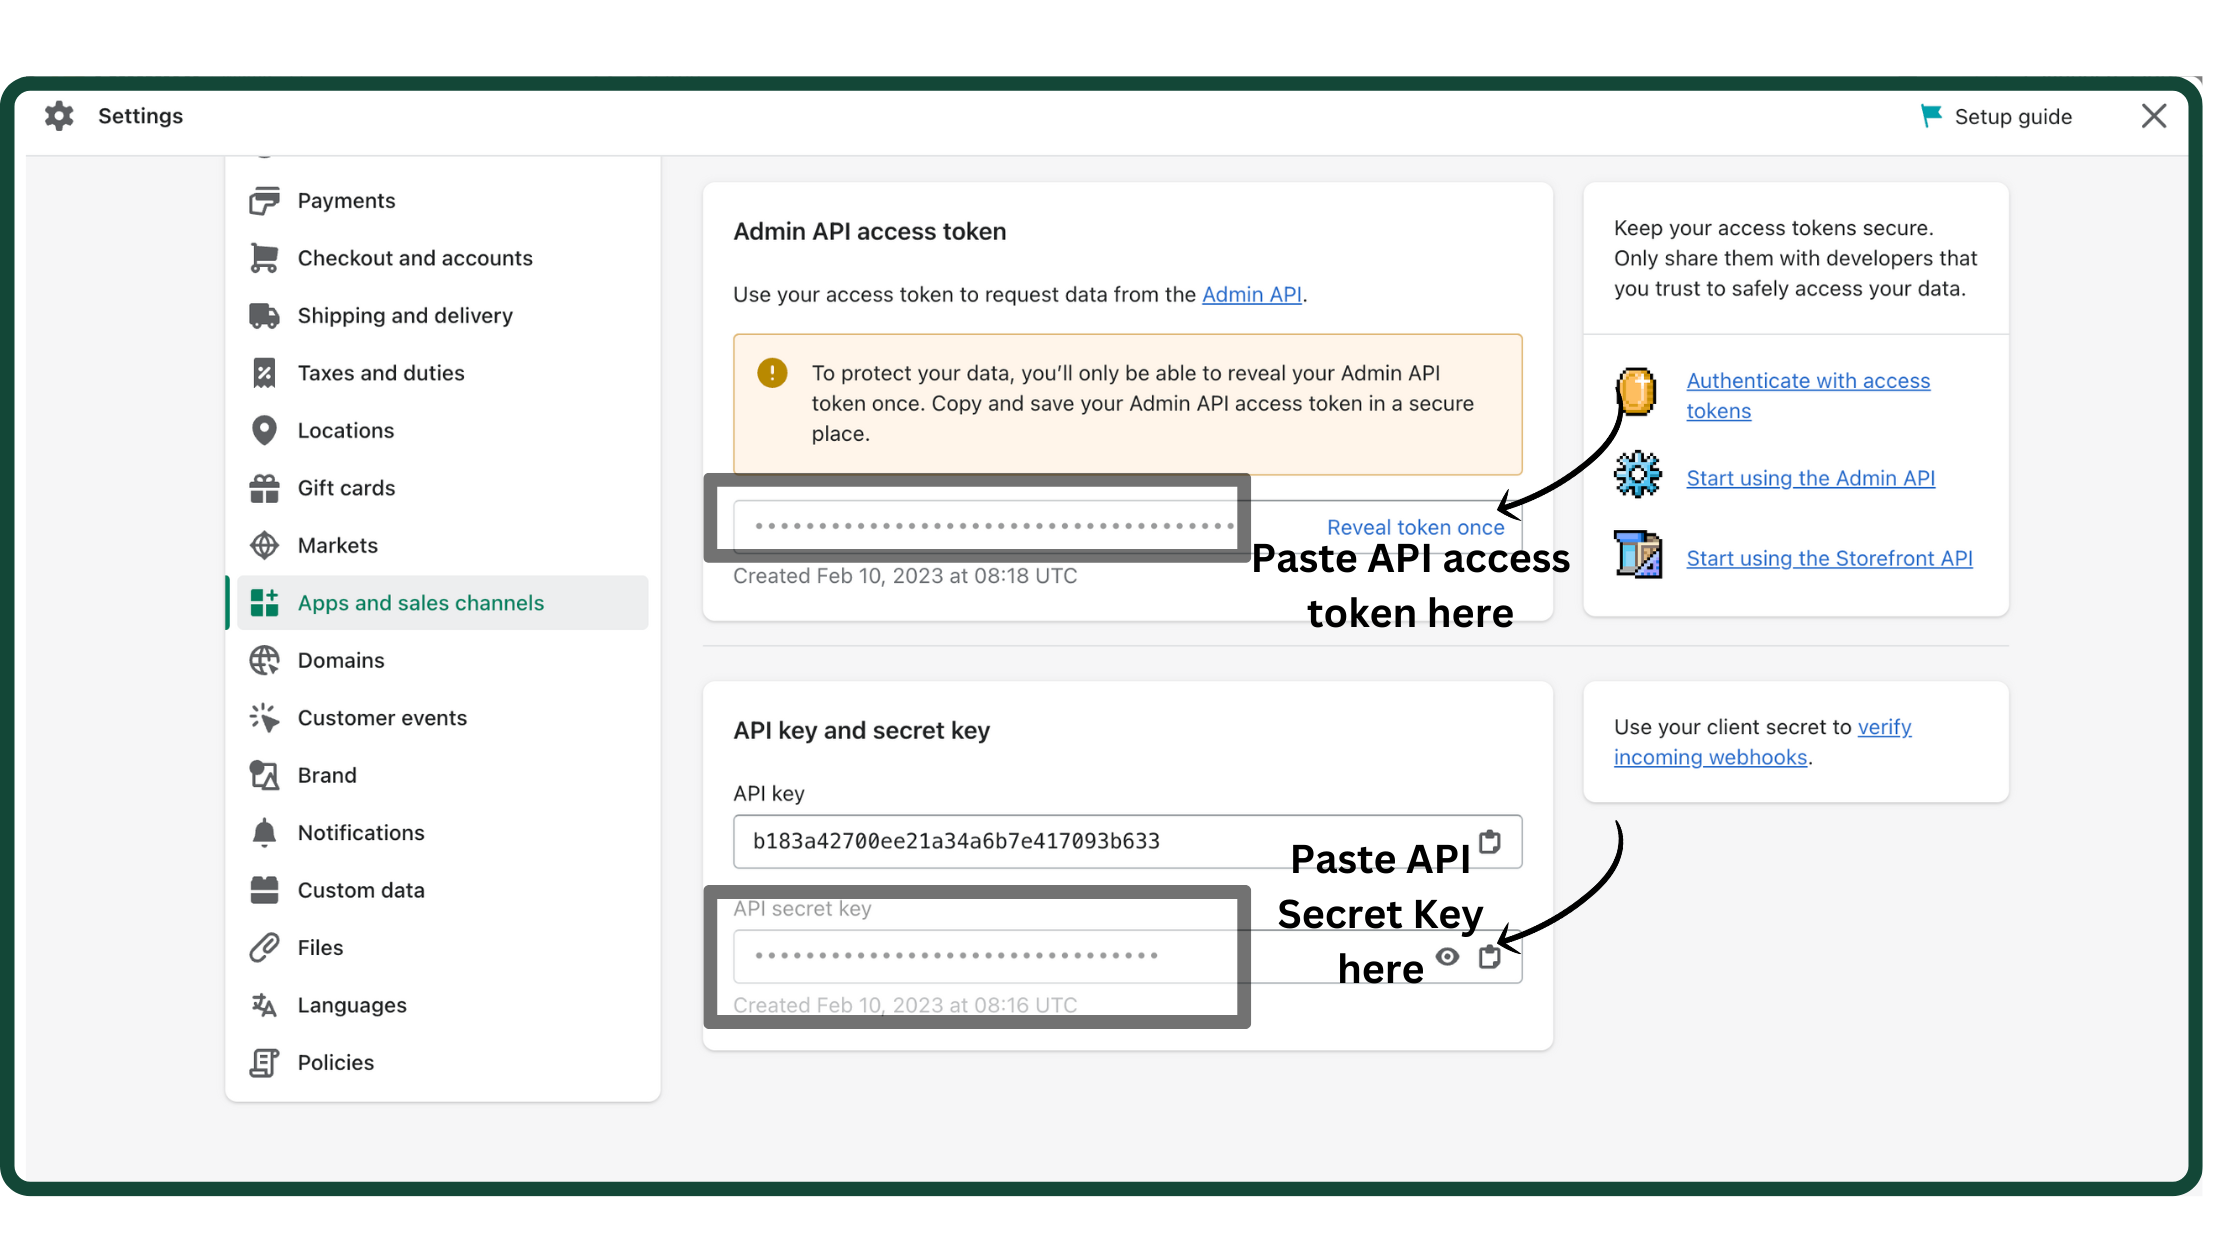 Settings
Setup guide
Payments
Checkout and accounts
Shipping and delivery
Taxes and duties
Locations
Gift cards
Markets
Apps and sales channels
Domains
Customer events
Brand
Notifications
Custom data
Files
Languages
Policies
Admin API access token
Use your access token to request data from the Admin API.
To protect your data, you’ll only be able to reveal your Admin API
token once. Copy and save your Admin API access token in a secure
place.
Reveal token once
Paste API access
token here
Created Feb 10, 2023 at 08:18 UTC
Keep your access tokens secure.
Only share them with developers that
you trust to safely access your data.
Authenticate with access
tokens
Start using the Admin API
Start using the Storefront API
API key and secret key
API key
b183a42700ee21a34a6b7e417093b633
API secret key
Paste API
Secret Key
here
Created Feb 10, 2023 at 08:16 UTC
Use your client secret to verify
incoming webhooks.